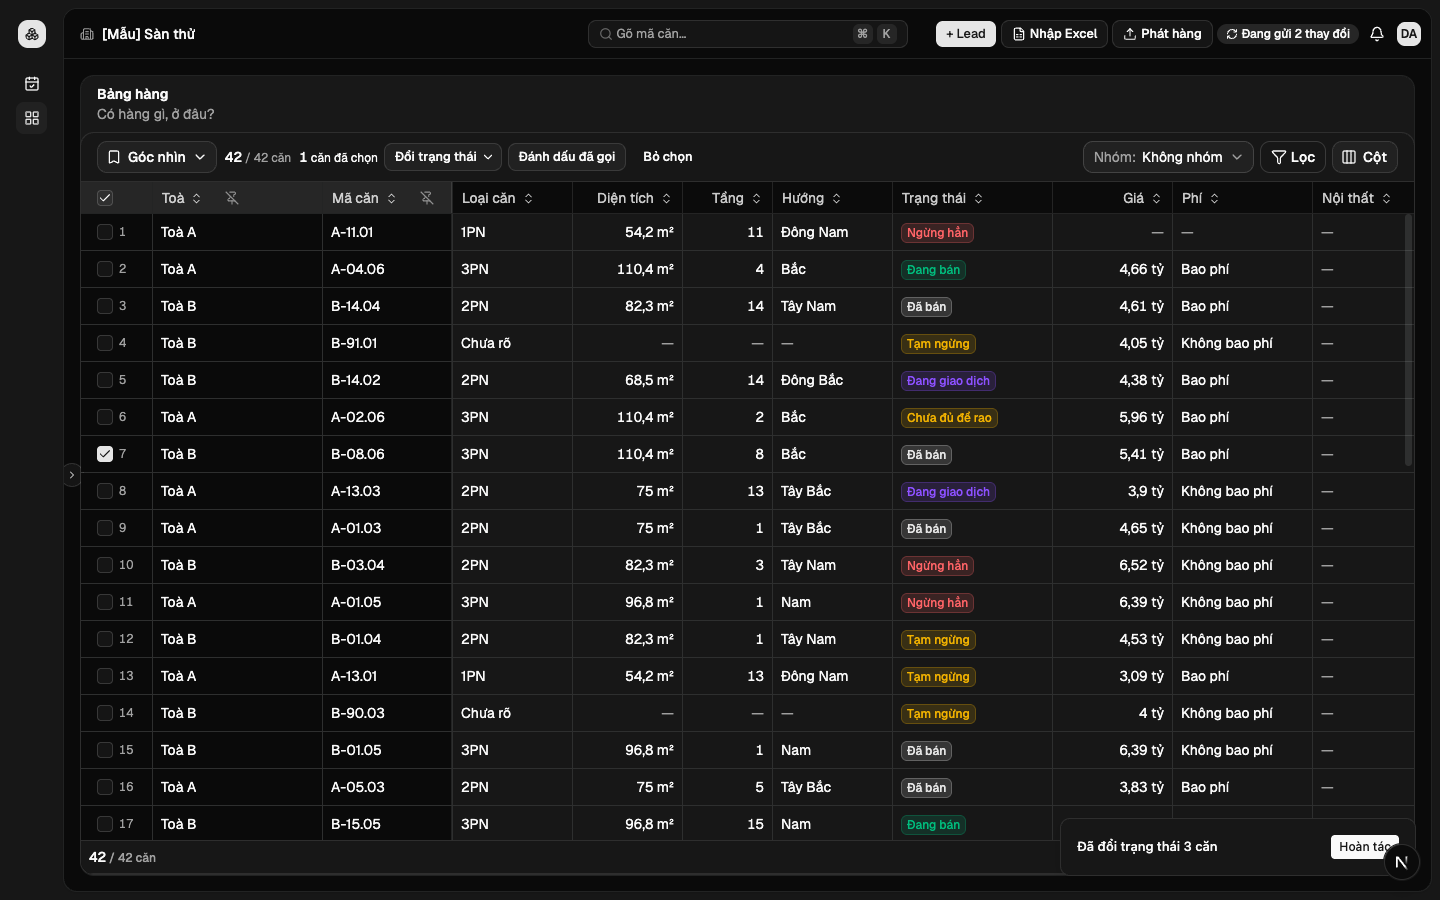 [Mẫu] Sàn thử
Gõ mã căn...
⌘ K
+ Lead
Nhập Excel
Phát hàng
Đang gửi 2 thay đổi
DA
Bảng hàng
Có hàng gì, ở đâu?
Góc nhìn
42 / 42 căn
1 căn đã chọn
Đổi trạng thái
Đánh dấu đã gọi
Bỏ chọn
Nhóm: Không nhóm
Lọc
Cột
Toà Mã căn Loại căn Diện tích Tầng Hướng Trạng thái Giá Phí Nội thất
1 Toà A A-11.01 1PN 54,2 m² 11 Đông Nam Ngừng hẳn — — —
2 Toà A A-04.06 3PN 110,4 m² 4 Bắc Đang bán 4,66 tỷ Bao phí —
3 Toà B B-14.04 2PN 82,3 m² 14 Tây Nam Đã bán 4,61 tỷ Bao phí —
4 Toà B B-91.01 Chưa rõ — — — Tạm ngừng 4,05 tỷ Không bao phí —
5 Toà B B-14.02 2PN 68,5 m² 14 Đông Bắc Đang giao dịch 4,38 tỷ Bao phí —
6 Toà A A-02.06 3PN 110,4 m² 2 Bắc Chưa đủ để rao 5,96 tỷ Bao phí —
7 Toà B B-08.06 3PN 110,4 m² 8 Bắc Đã bán 5,41 tỷ Bao phí —
8 Toà A A-13.03 2PN 75 m² 13 Tây Bắc Đang giao dịch 3,9 tỷ Không bao phí —
9 Toà A A-01.03 2PN 75 m² 1 Tây Bắc Đã bán 4,65 tỷ Không bao phí —
10 Toà B B-03.04 2PN 82,3 m² 3 Tây Nam Ngừng hẳn 6,52 tỷ Không bao phí —
11 Toà A A-01.05 3PN 96,8 m² 1 Nam Ngừng hẳn 6,39 tỷ Không bao phí —
12 Toà B B-01.04 2PN 82,3 m² 1 Tây Nam Tạm ngừng 4,53 tỷ Không bao phí —
13 Toà A A-13.01 1PN 54,2 m² 13 Đông Nam Tạm ngừng 3,09 tỷ Bao phí —
14 Toà B B-90.03 Chưa rõ — — — Tạm ngừng 4 tỷ Không bao phí —
15 Toà B B-01.05 3PN 96,8 m² 1 Nam Đã bán 6,39 tỷ Không bao phí —
16 Toà A A-05.03 2PN 75 m² 5 Tây Bắc Đã bán 3,83 tỷ Bao phí —
17 Toà B B-15.05 3PN 96,8 m² 15 Nam Đang bán
42 / 42 căn
Đã đổi trạng thái 3 căn
Hoàn tác
N